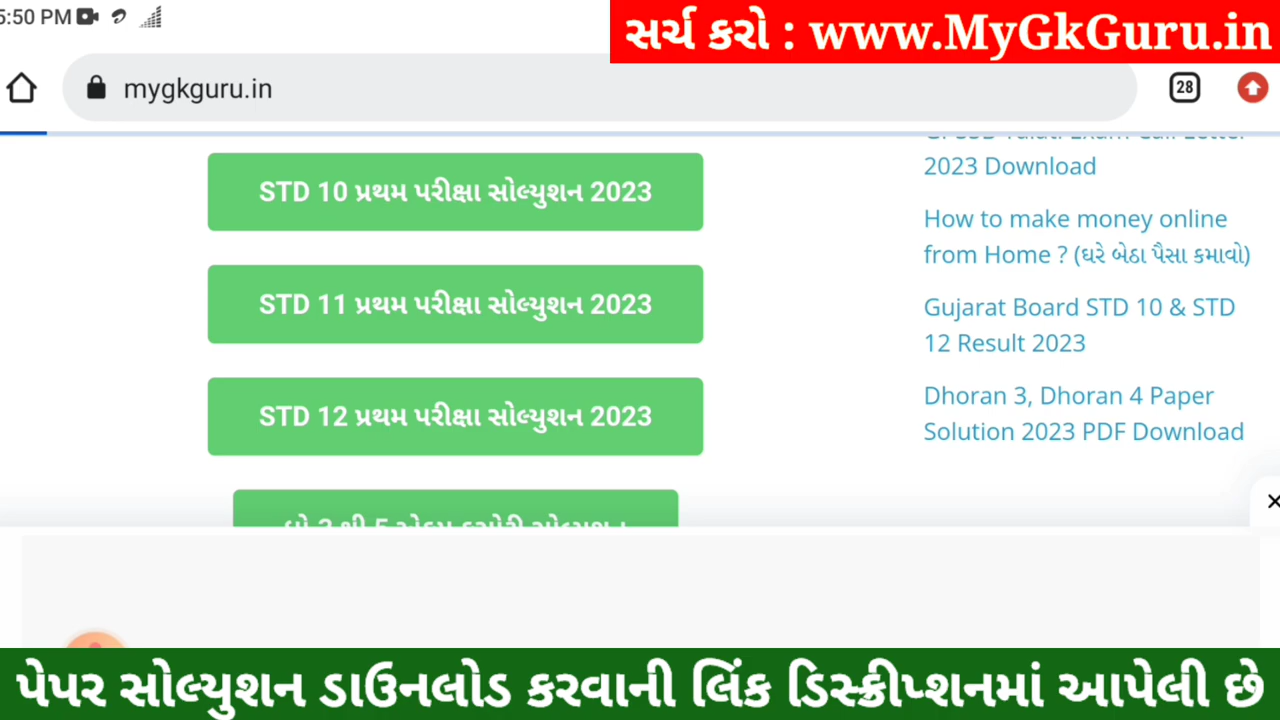 5:50 PM
સર્ચ કરો : www.MyGkGuru.in
mygkguru.in
28
STD 10 પ્રથમ પરીક્ષા સોલ્યુશન 2023
STD 11 પ્રથમ પરીક્ષા સોલ્યુશન 2023
STD 12 પ્રથમ પરીક્ષા સોલ્યુશન 2023
2023 Download
How to make money online
from Home ? (ઘરે બેઠા પૈસા કમાવો)
Gujarat Board STD 10 & STD
12 Result 2023
Dhoran 3, Dhoran 4 Paper
Solution 2023 PDF Download
પેપર સોલ્યુશન ડાઉનલોડ કરવાની લિંક ડિસ્ક્રીપ્શનમાં આપેલી છે